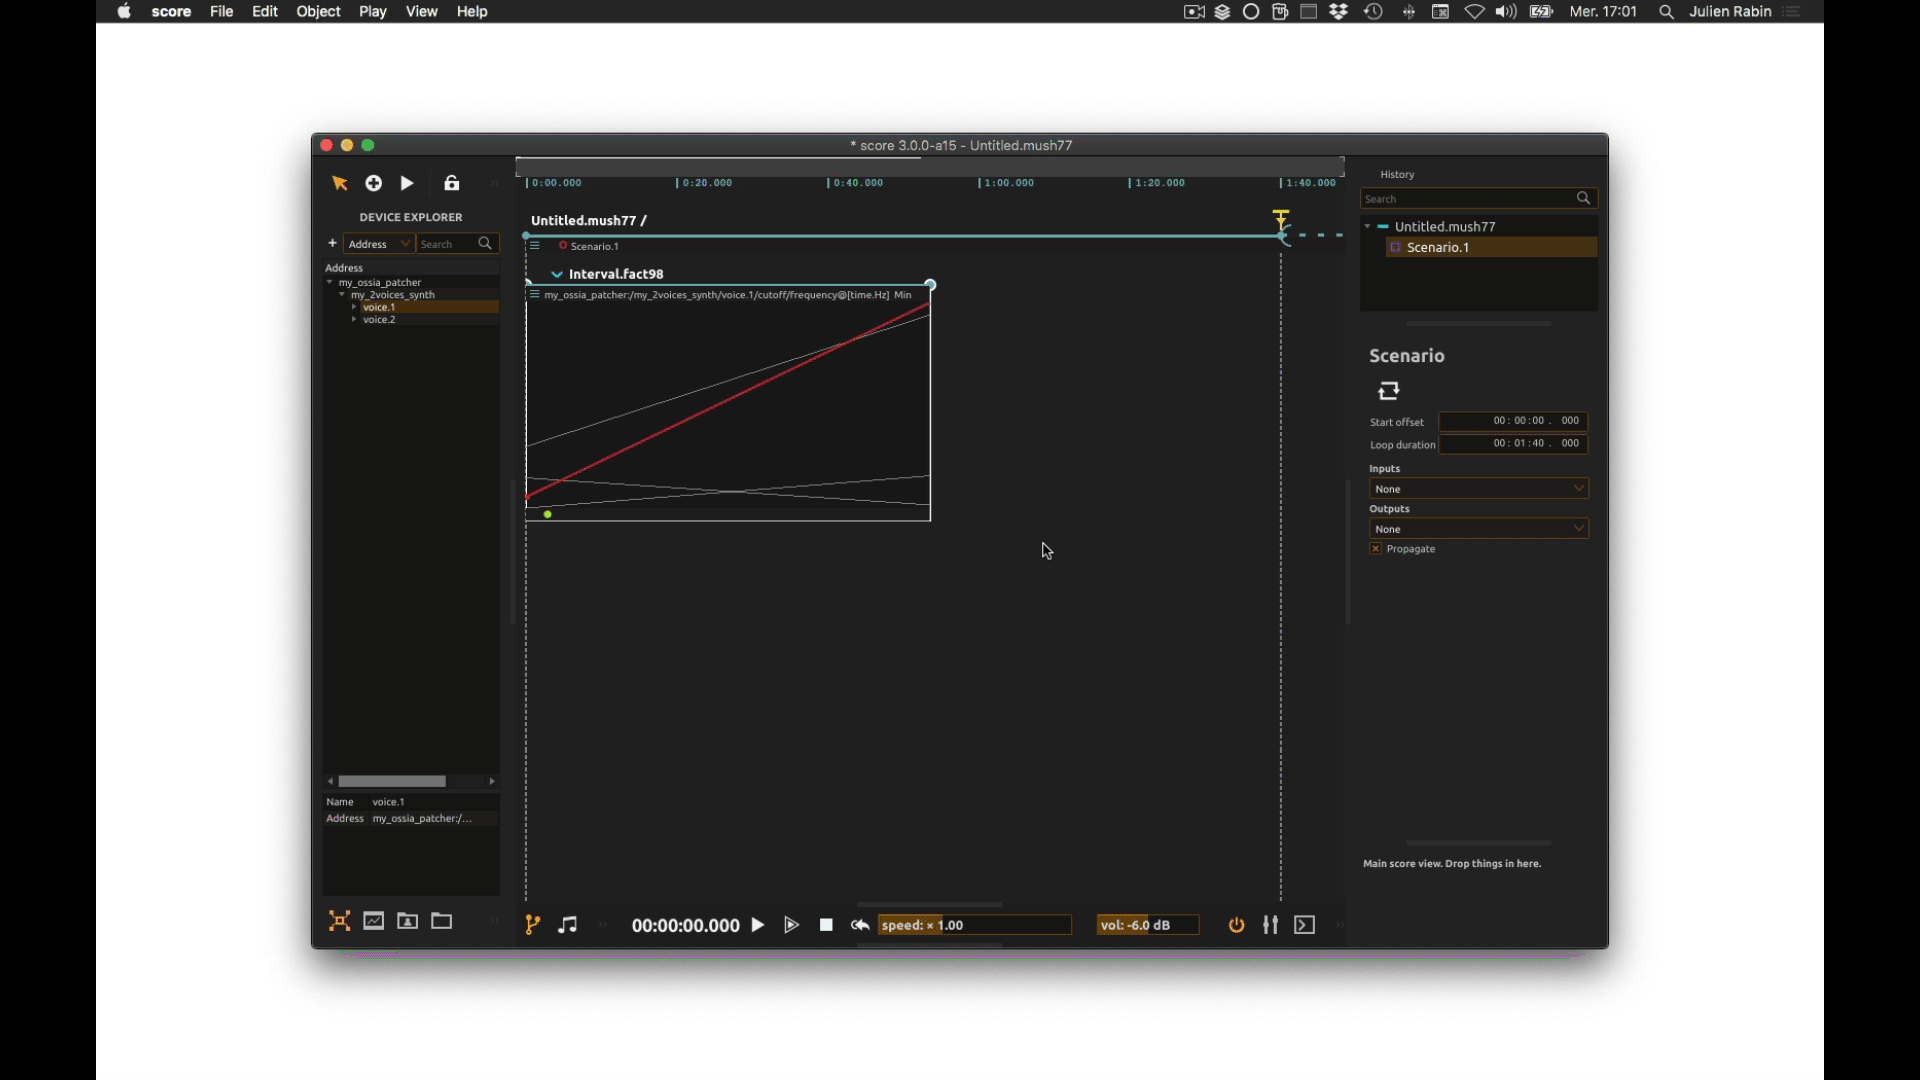 score File Edit Object Play View Help Mer. 17:01 Julien Rabin
* score 3.0.0-a15 - Untitled.mush77
DEVICE EXPLORER
+ Address Search
Address
my_ossia_patcher
my_2voices_synth
voice.1
voice.2
Name voice.1
Address my_ossia_patcher:/...
0:00.000 0:20.000 0:40.000 1:00.000 1:20.000 1:40.000
Untitled.mush77 /
Scenario.1
Interval.fact98
my_ossia_patcher:/my_2voices_synth/voice.1/cutoff/frequency@[time.Hz] Min
00:00:00.000 speed: × 1.00 vol: -6.0 dB
History
Search
Untitled.mush77
Scenario.1
Scenario
Start offset 00: 00: 00 . 000
Loop duration 00: 01: 40 . 000
Inputs
None
Outputs
None
Propagate
Main score view. Drop things in here.